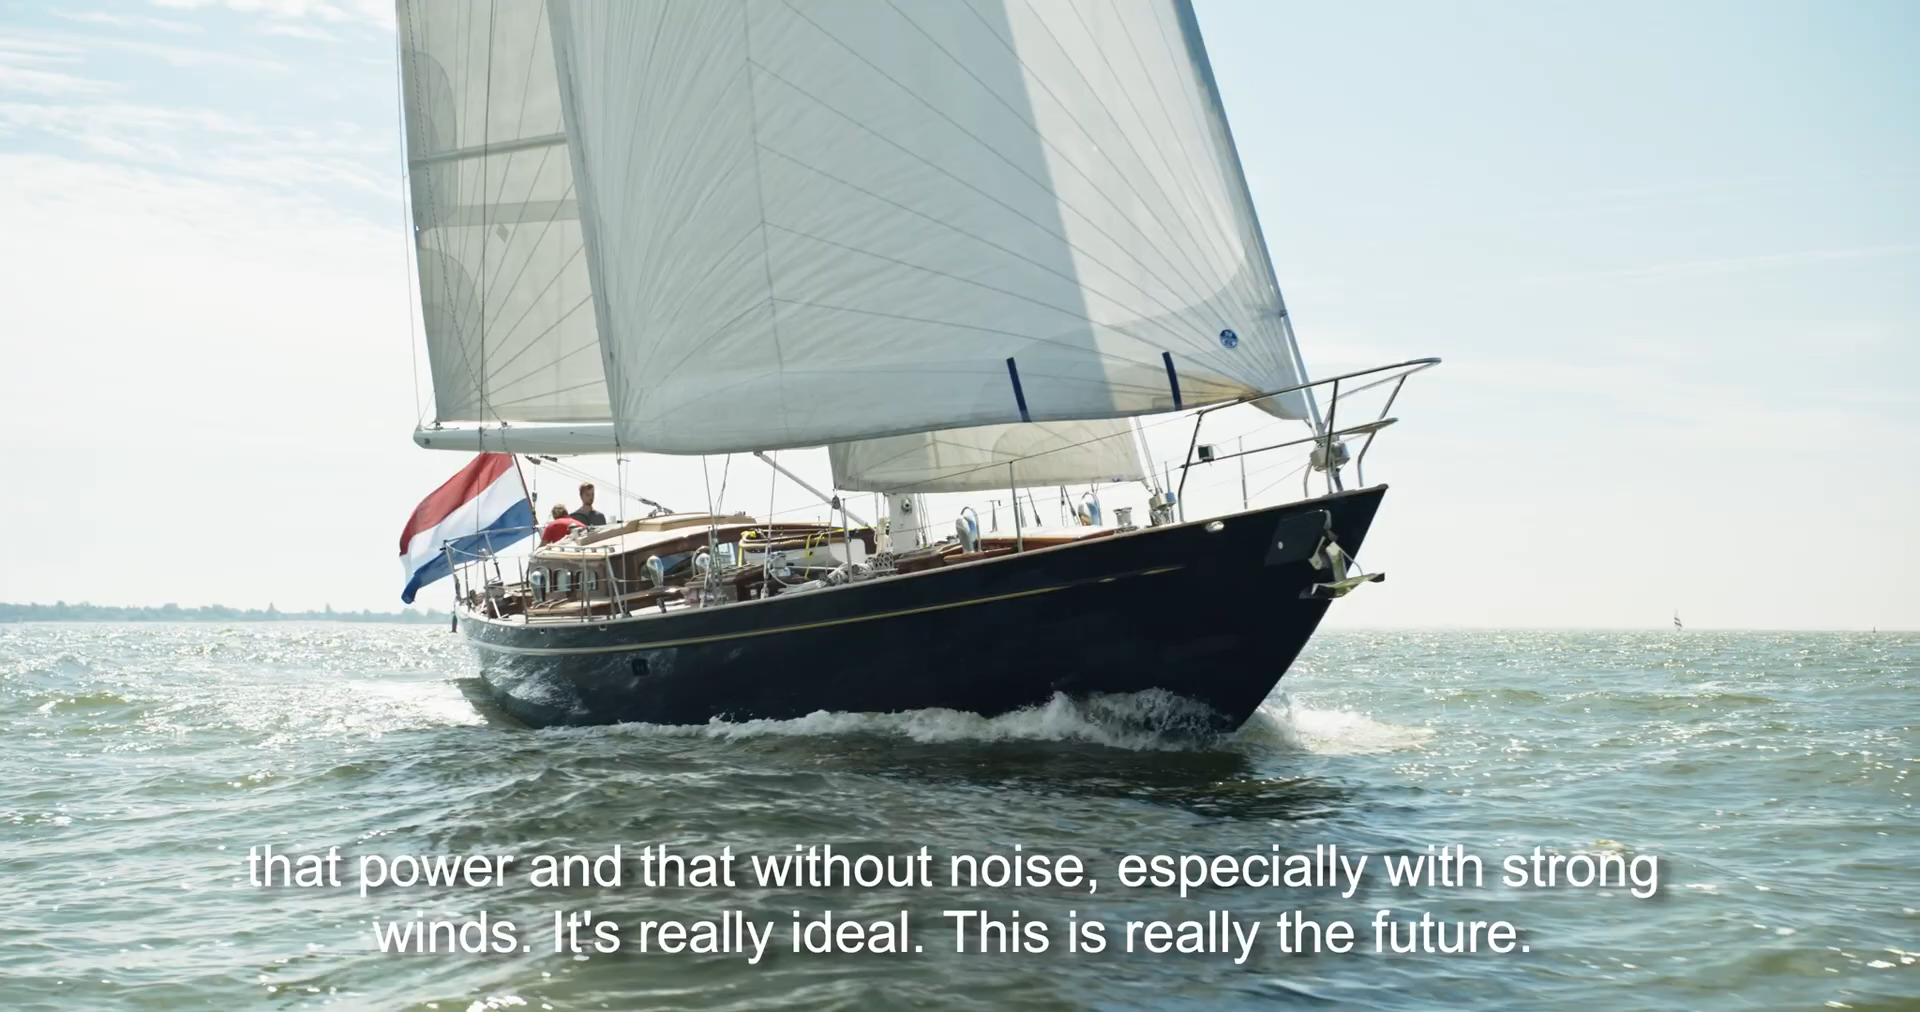 that power and that without noise, especially with strong
winds. It's really ideal. This is really the future.